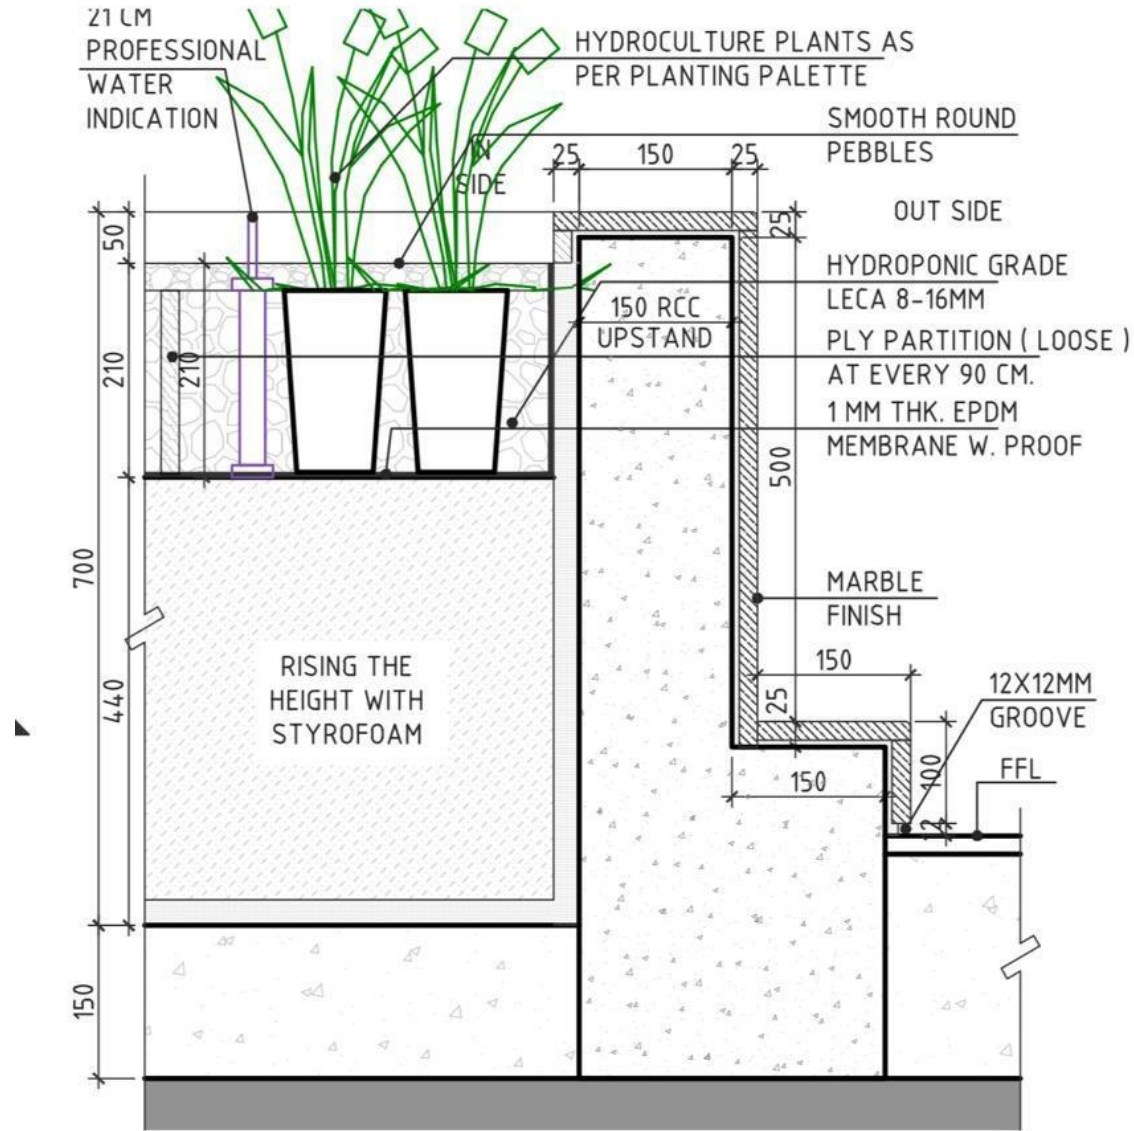 21 CM
PROFESSIONAL
WATER
INDICATION
HYDROCULTURE PLANTS AS
PER PLANTING PALETTE
SMOOTH ROUND
PEBBLES
IN
SIDE
25
150
25
OUT SIDE
25
50
HYDROPONIC GRADE
LECA 8-16MM
150 RCC
UPSTAND
PLY PARTITION ( LOOSE )
AT EVERY 90 CM.
210
210
1 MM THK. EPDM
MEMBRANE W. PROOF
500
700
MARBLE
FINISH
RISING THE
HEIGHT WITH
STYROFOAM
440
150
25
12X12MM
GROOVE
100
FFL
150
12
150